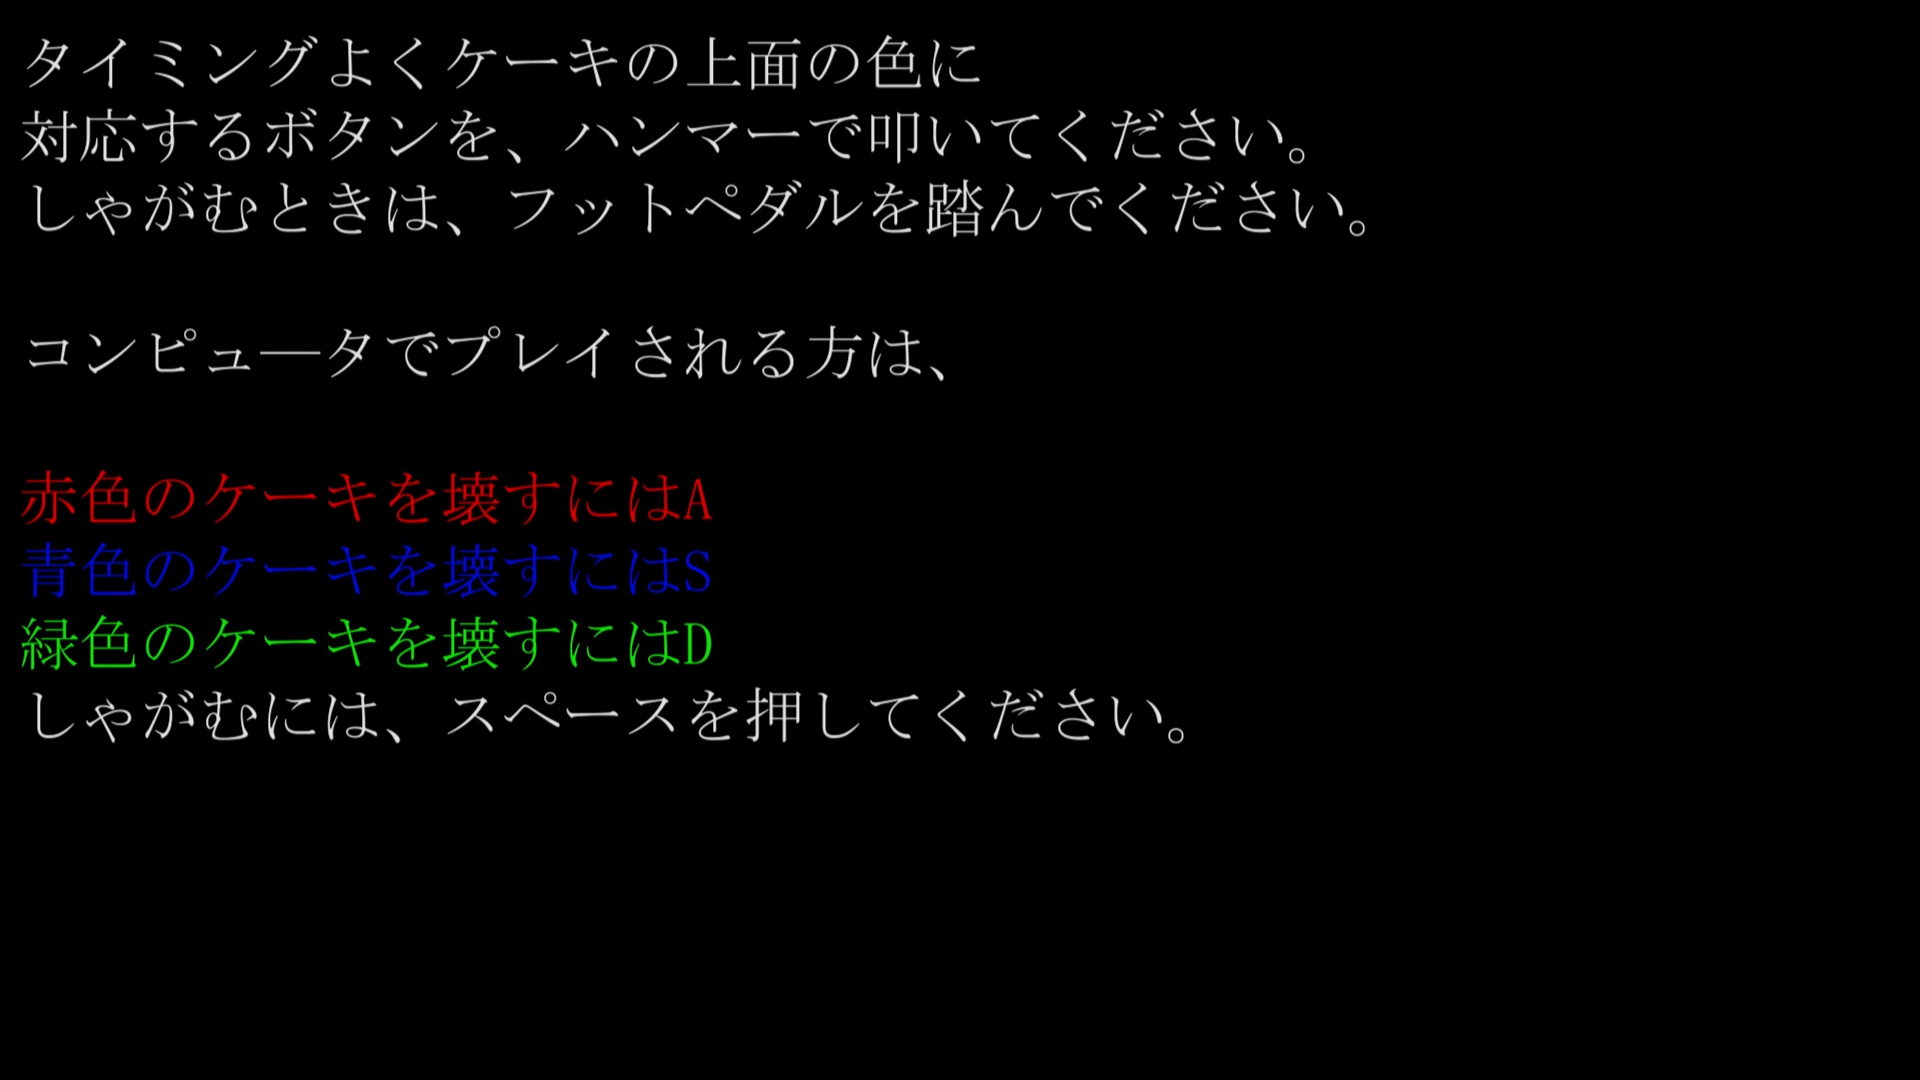 タイミングよくケーキの上面の色に
対応するボタンを、ハンマーで叩いてください。
しゃがむときは、フットペダルを踏んでください。
コンピュ―タでプレイされる方は、
赤色のケーキを壊すにはA
青色のケーキを壊すにはS
緑色のケーキを壊すにはD
しゃがむには、スペースを押してください。